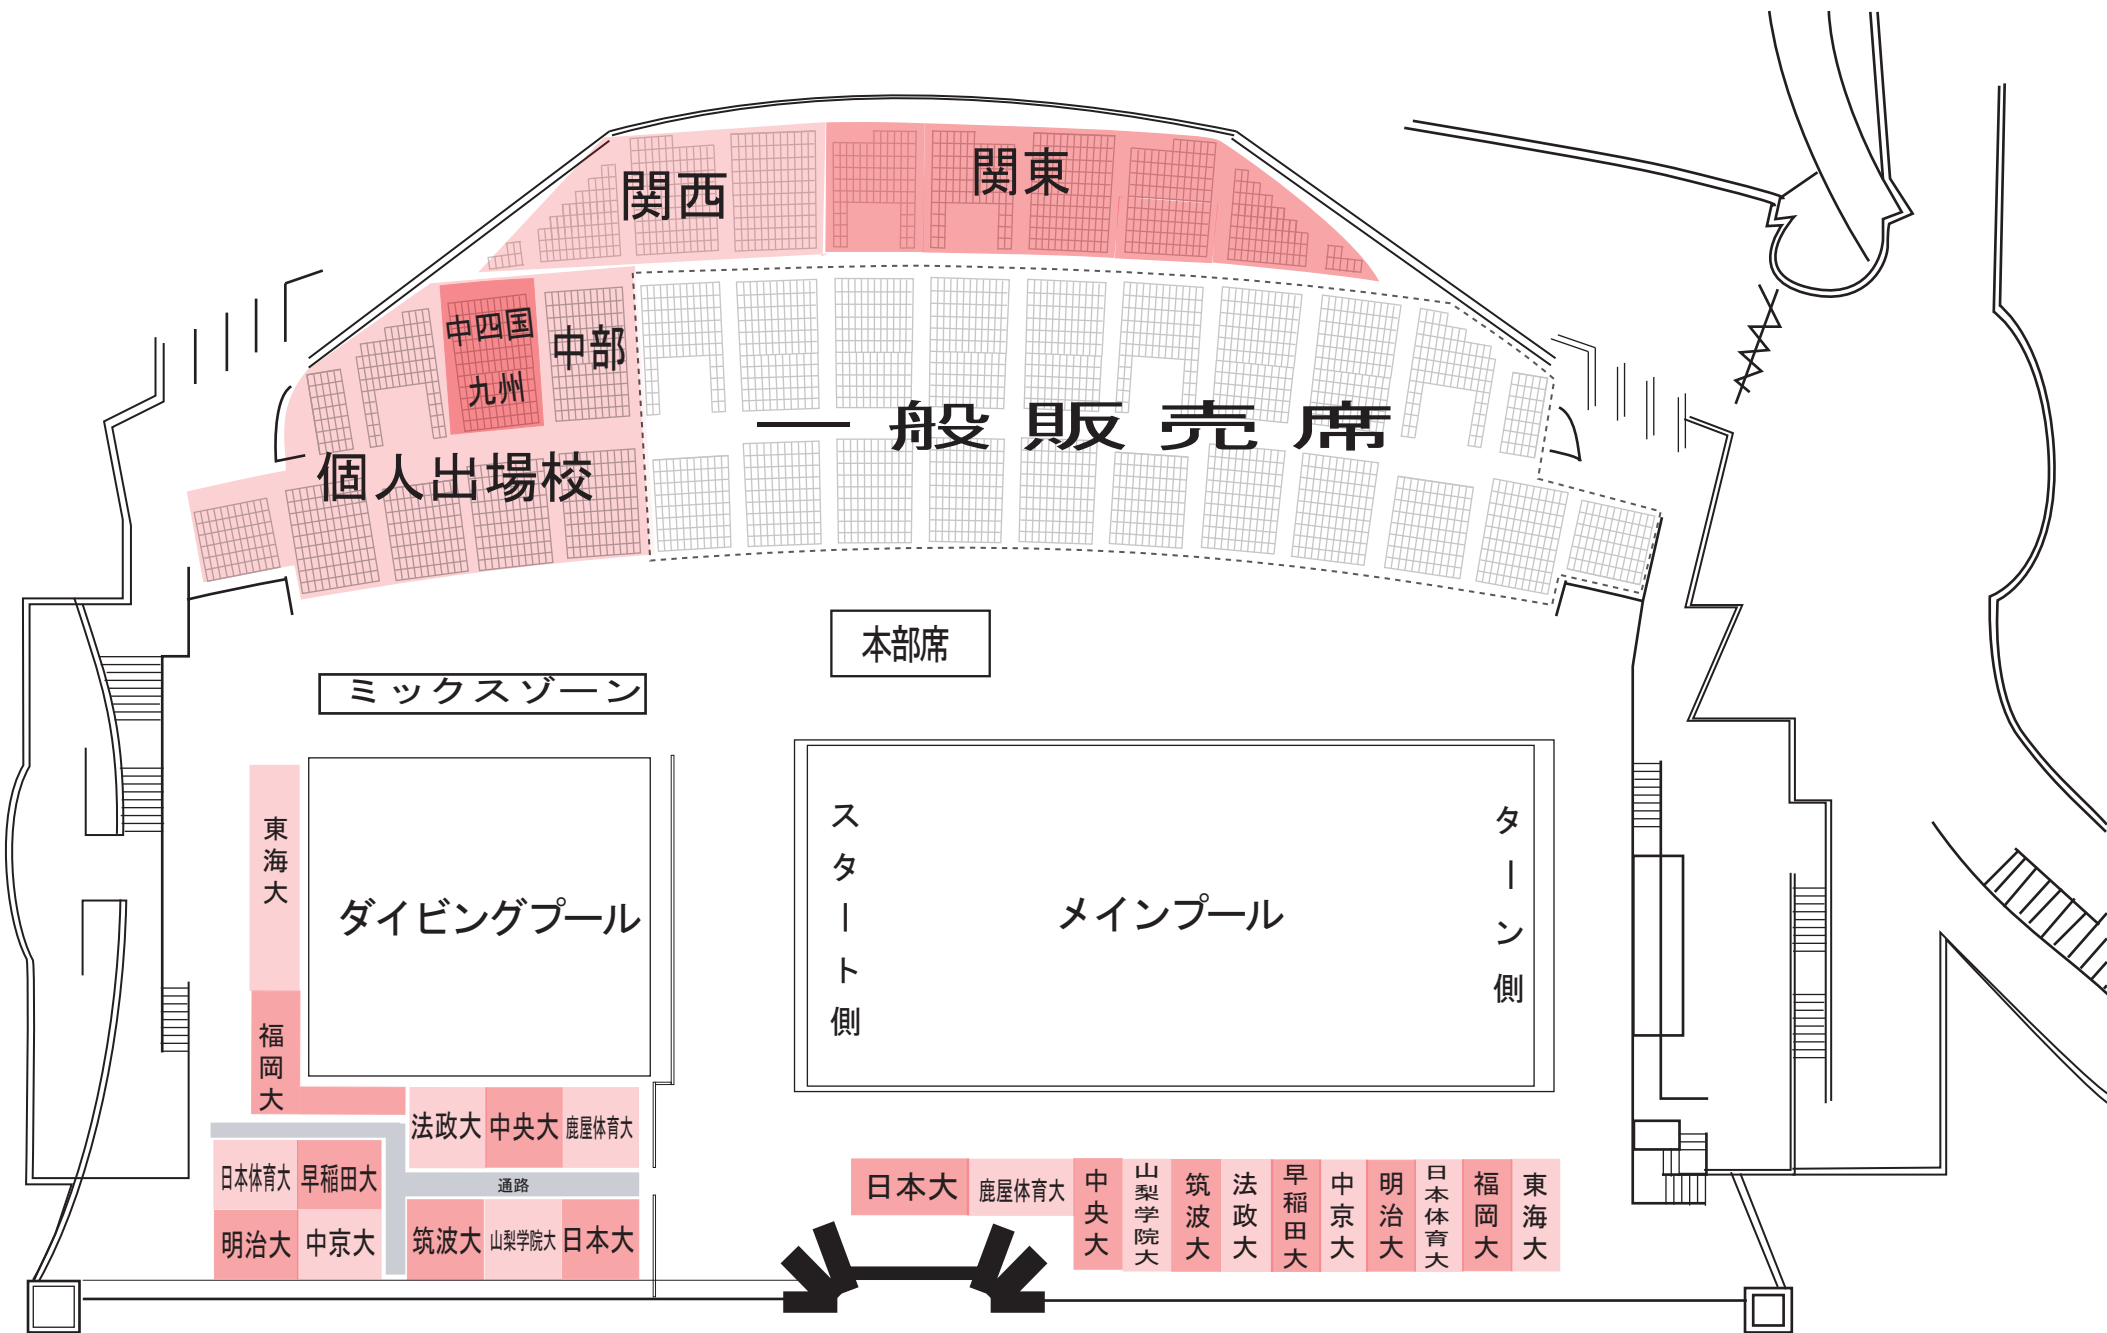 関西
関東
中四国
九州
中部
個人出場校
一般販売席
本部席
ミックスゾーン
東海大
福岡大
ダイビングプール
スタート側
メインプール
ターン側
法政大
中央大
鹿屋体育大
日本体育大
早稲田大
通路
明治大
中京大
筑波大
山梨学院大
日本大
日本大
鹿屋体育大
中央大
山梨学院大
筑波大
法政大
早稲田大
中京大
明治大
日本体育大
福岡大
東海大